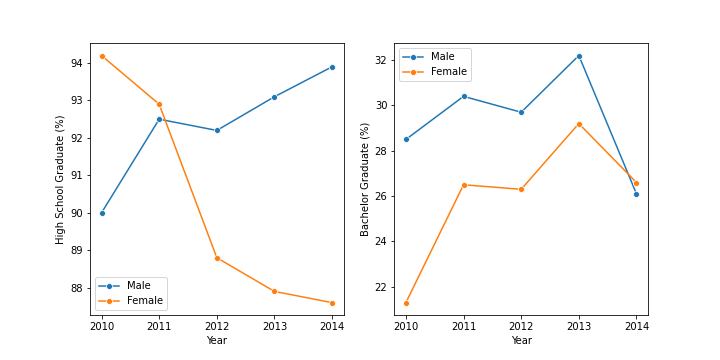 High School Graduate (%)
94
93
92
91
90
89
88
2010 2011 2012 2013 2014
Year
Male
Female
Bachelor Graduate (%)
32
30
28
26
24
22
2010 2011 2012 2013 2014
Year
Male
Female